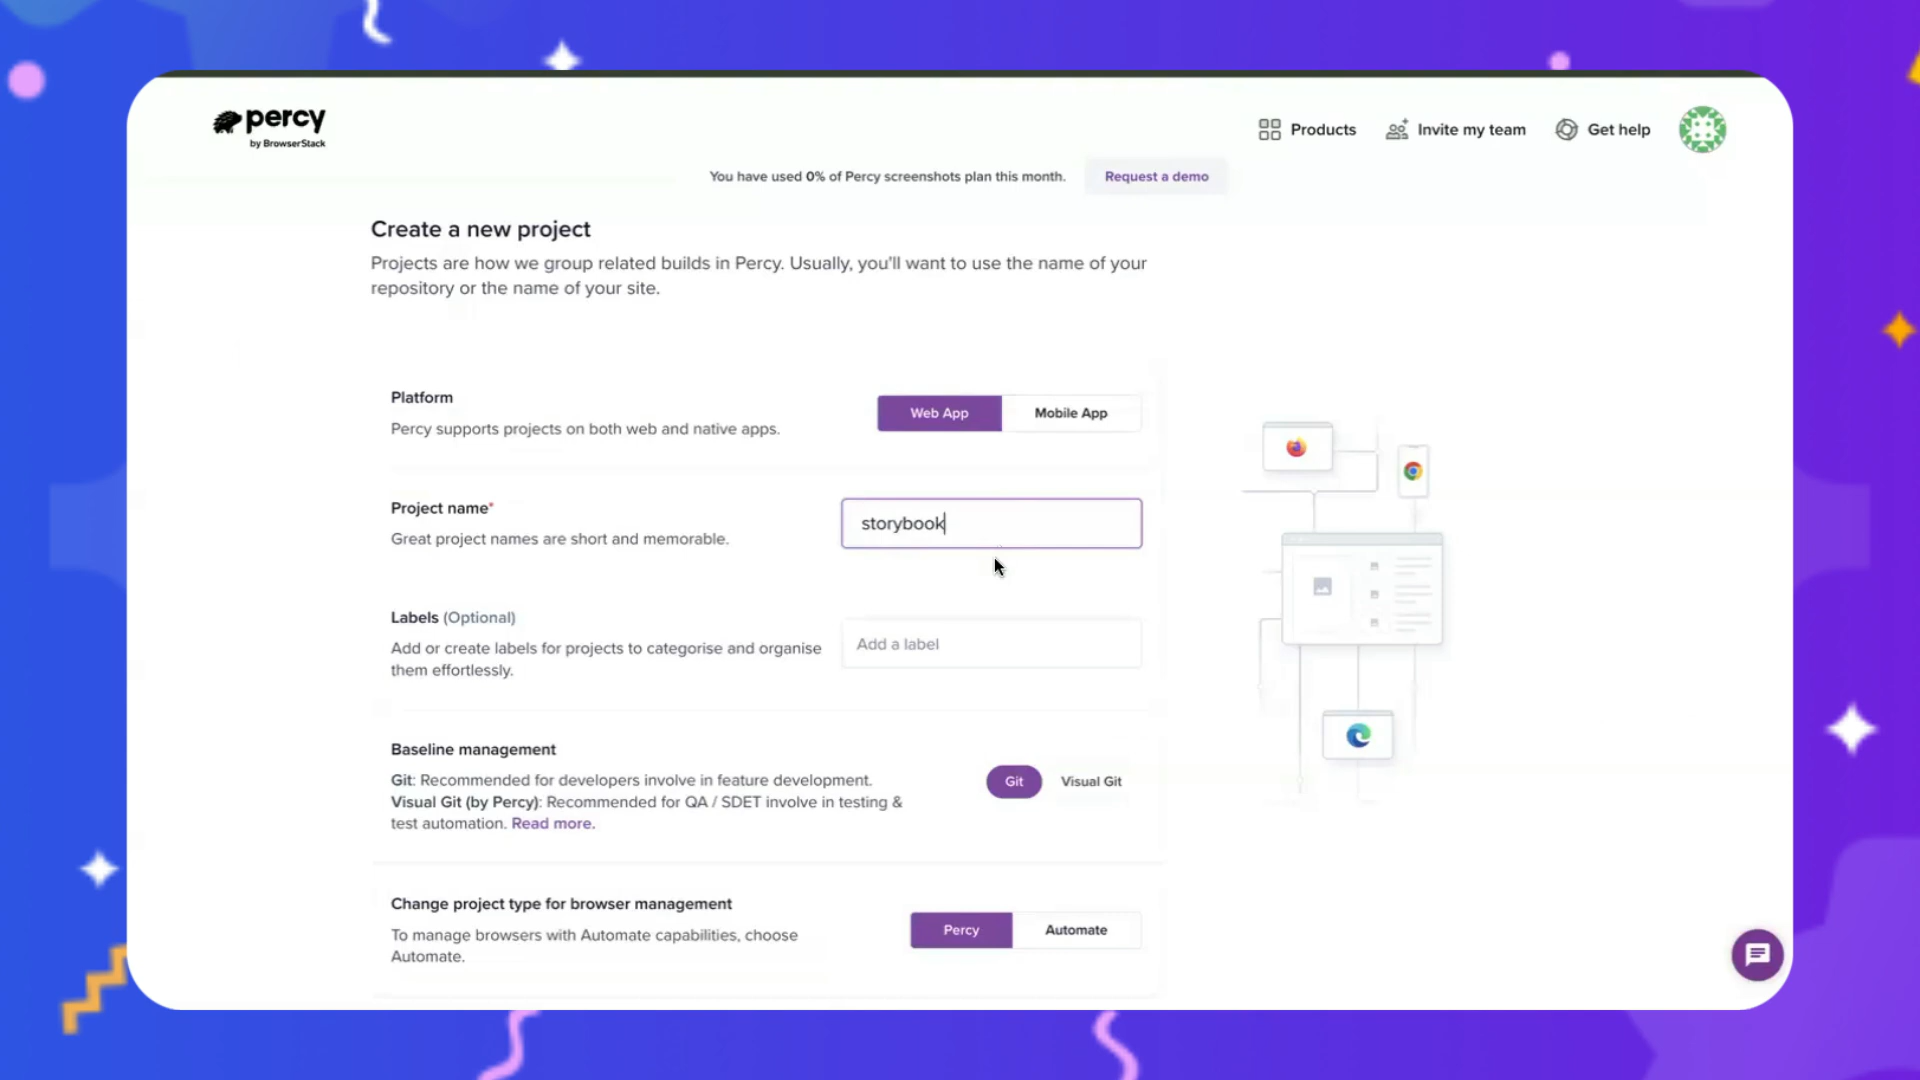 percy
by BrowserStack
Products
Invite my team
Get help
You have used 0% of Percy screenshots plan this month.
Request a demo
Create a new project
Projects are how we group related builds in Percy. Usually, you'll want to use the name of your
repository or the name of your site.
Platform
Percy supports projects on both web and native apps.
Web App
Mobile App
Project name*
Great project names are short and memorable.
storybook
Labels (Optional)
Add or create labels for projects to categorise and organise
them effortlessly.
Add a label
Baseline management
Git: Recommended for developers involve in feature development.
Visual Git (by Percy): Recommended for QA / SDET involve in testing &
test automation. Read more.
Git
Visual Git
Change project type for browser management
To manage browsers with Automate capabilities, choose
Automate.
Percy
Automate